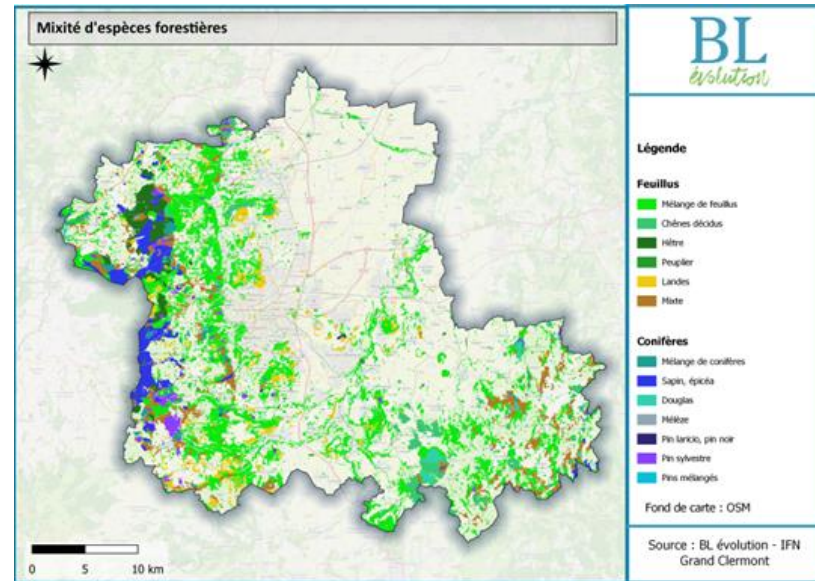 Mixité d'espèces forestières
BL
évolution
Légende
Feuillus
Mélange de feuillus
Chênes décidus
Hêtre
Peuplier
Landes
Mixte
Conifères
Mélange de conifères
Sapin, épicéa
Douglas
Mélèze
Pin laricio, pin noir
Pin sylvestre
Pins mélangés
Fond de carte : OSM
Source : BL évolution - IFN
Grand Clermont
0 5 10 km